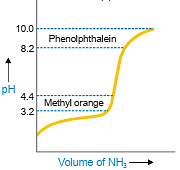 10.0
Phenolphthalein
8.2
pH
4.4
Methyl orange
3.2
Volume of NH₃